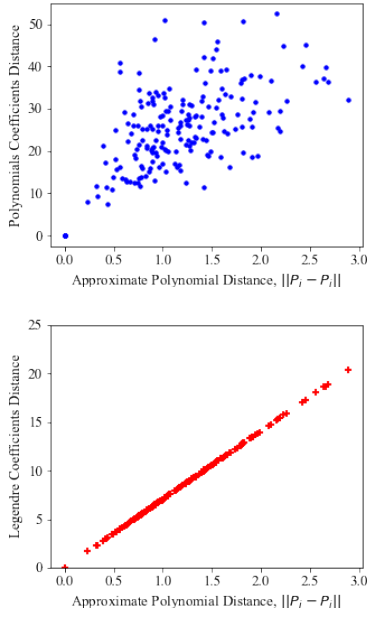 Polynomials Coefficients Distance
50
40
30
20
10
0
0.0 0.5 1.0 1.5 2.0 2.5 3.0
Approximate Polynomial Distance, ||P_i − P_i||
Legendre Coefficients Distance
25
20
15
10
5
0
0.0 0.5 1.0 1.5 2.0 2.5 3.0
Approximate Polynomial Distance, ||P_i − P_i||